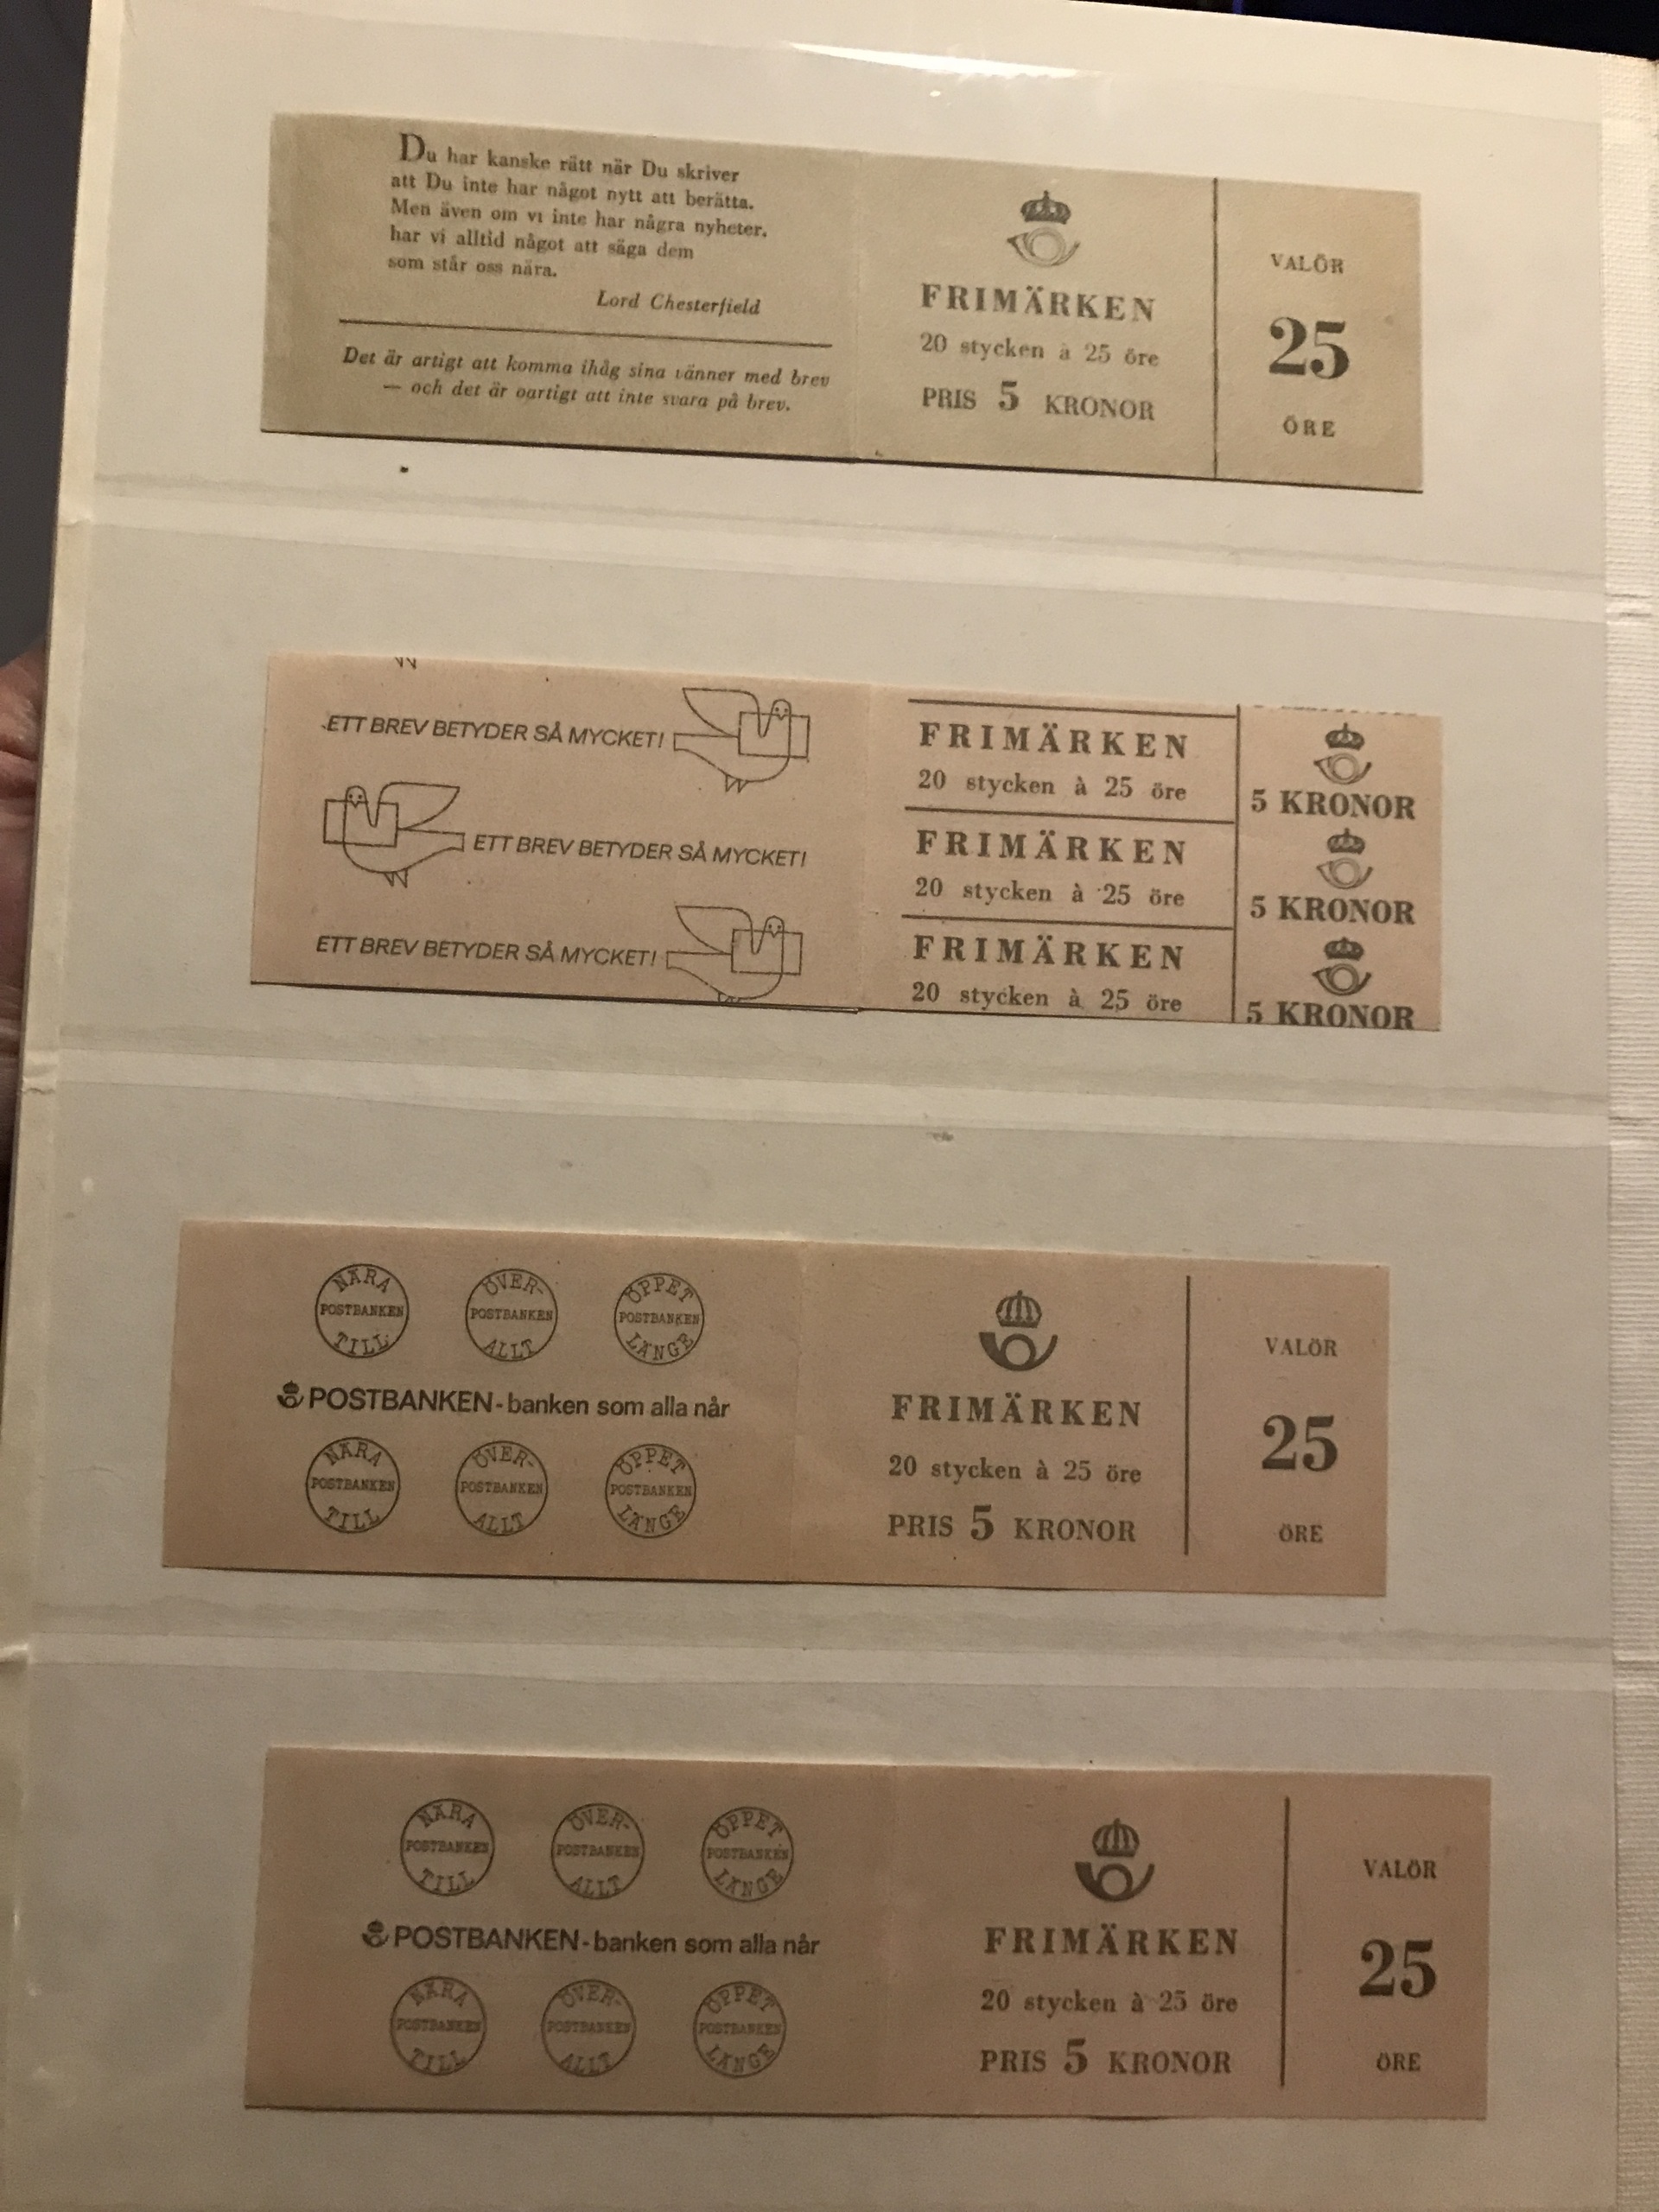 Du har kanske rätt när Du skriver
att Du inte har något nytt att berätta.
Men även om vi inte har några nyheter.
har vi alltid något att säga dem
som står oss nära.
Lord Chesterfield
Det är artigt att komma ihåg sina vänner med brev
— och det är oartigt att inte svara på brev.
FRIMÄRKEN
20 stycken à 25 öre
PRIS 5 KRONOR
VALÖR
25
ÖRE
ETT BREV BETYDER SÅ MYCKET!
ETT BREV BETYDER SÅ MYCKET!
ETT BREV BETYDER SÅ MYCKET!
FRIMÄRKEN
20 stycken à 25 öre
FRIMÄRKEN
20 stycken à 25 öre
FRIMÄRKEN
20 stycken à 25 öre
5 KRONOR
5 KRONOR
5 KRONOR
NÄRA POSTBANKEN TILL
ÖVER- POSTBANKEN ALLT
ÖPPET POSTBANKEN LÄNGE
POSTBANKEN - banken som alla når
NÄRA POSTBANKEN TILL
ÖVER- POSTBANKEN ALLT
ÖPPET POSTBANKEN LÄNGE
FRIMÄRKEN
20 stycken à 25 öre
PRIS 5 KRONOR
VALÖR
25
ÖRE
NÄRA POSTBANKEN TILL
ÖVER- POSTBANKEN ALLT
ÖPPET POSTBANKEN LÄNGE
POSTBANKEN - banken som alla når
NÄRA POSTBANKEN TILL
ÖVER- POSTBANKEN ALLT
ÖPPET POSTBANKEN LÄNGE
FRIMÄRKEN
20 stycken à 25 öre
PRIS 5 KRONOR
VALÖR
25
ÖRE